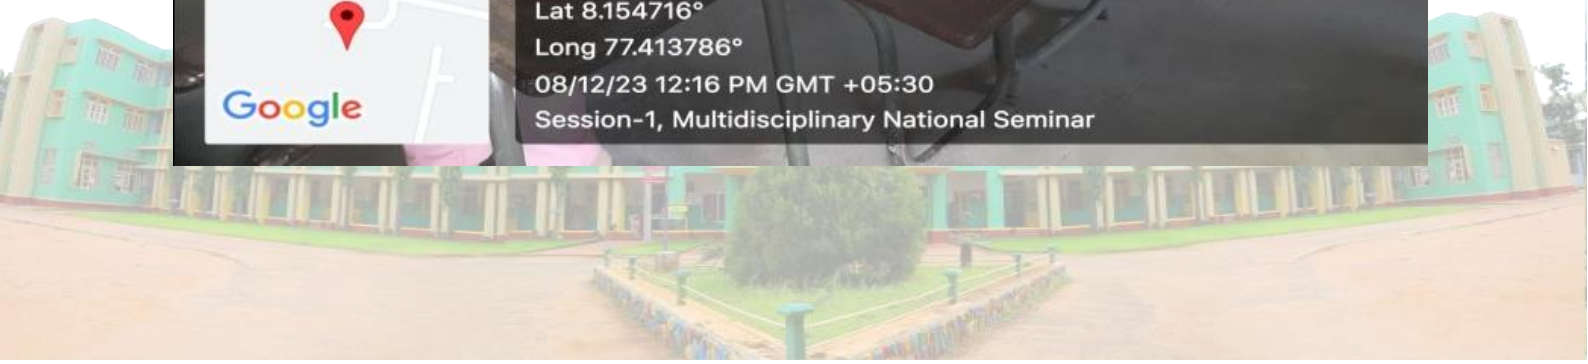 Lat 8.154716°
Long 77.413786°
08/12/23 12:16 PM GMT +05:30
Google
Session-1, Multidisciplinary National Seminar